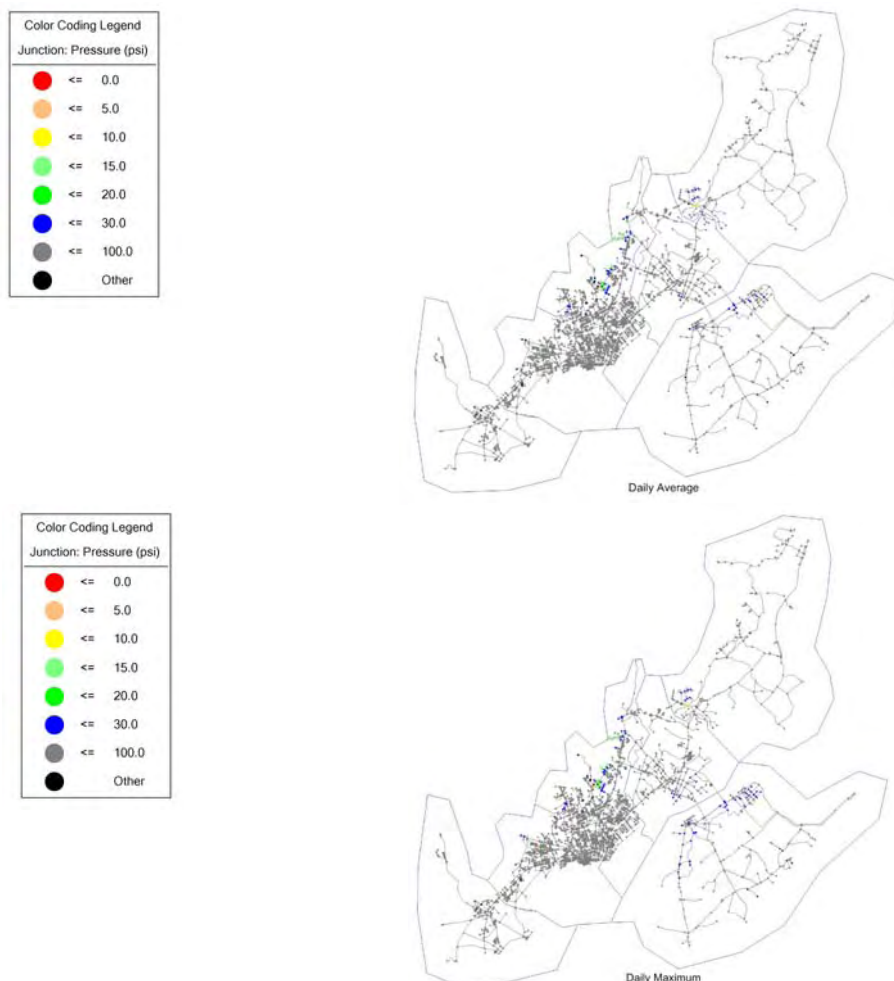 Color Coding Legend
Junction: Pressure (psi)
<= 0.0
<= 5.0
<= 10.0
<= 15.0
<= 20.0
<= 30.0
<= 100.0
Other
Daily Average
Color Coding Legend
Junction: Pressure (psi)
<= 0.0
<= 5.0
<= 10.0
<= 15.0
<= 20.0
<= 30.0
<= 100.0
Other
Daily Maximum